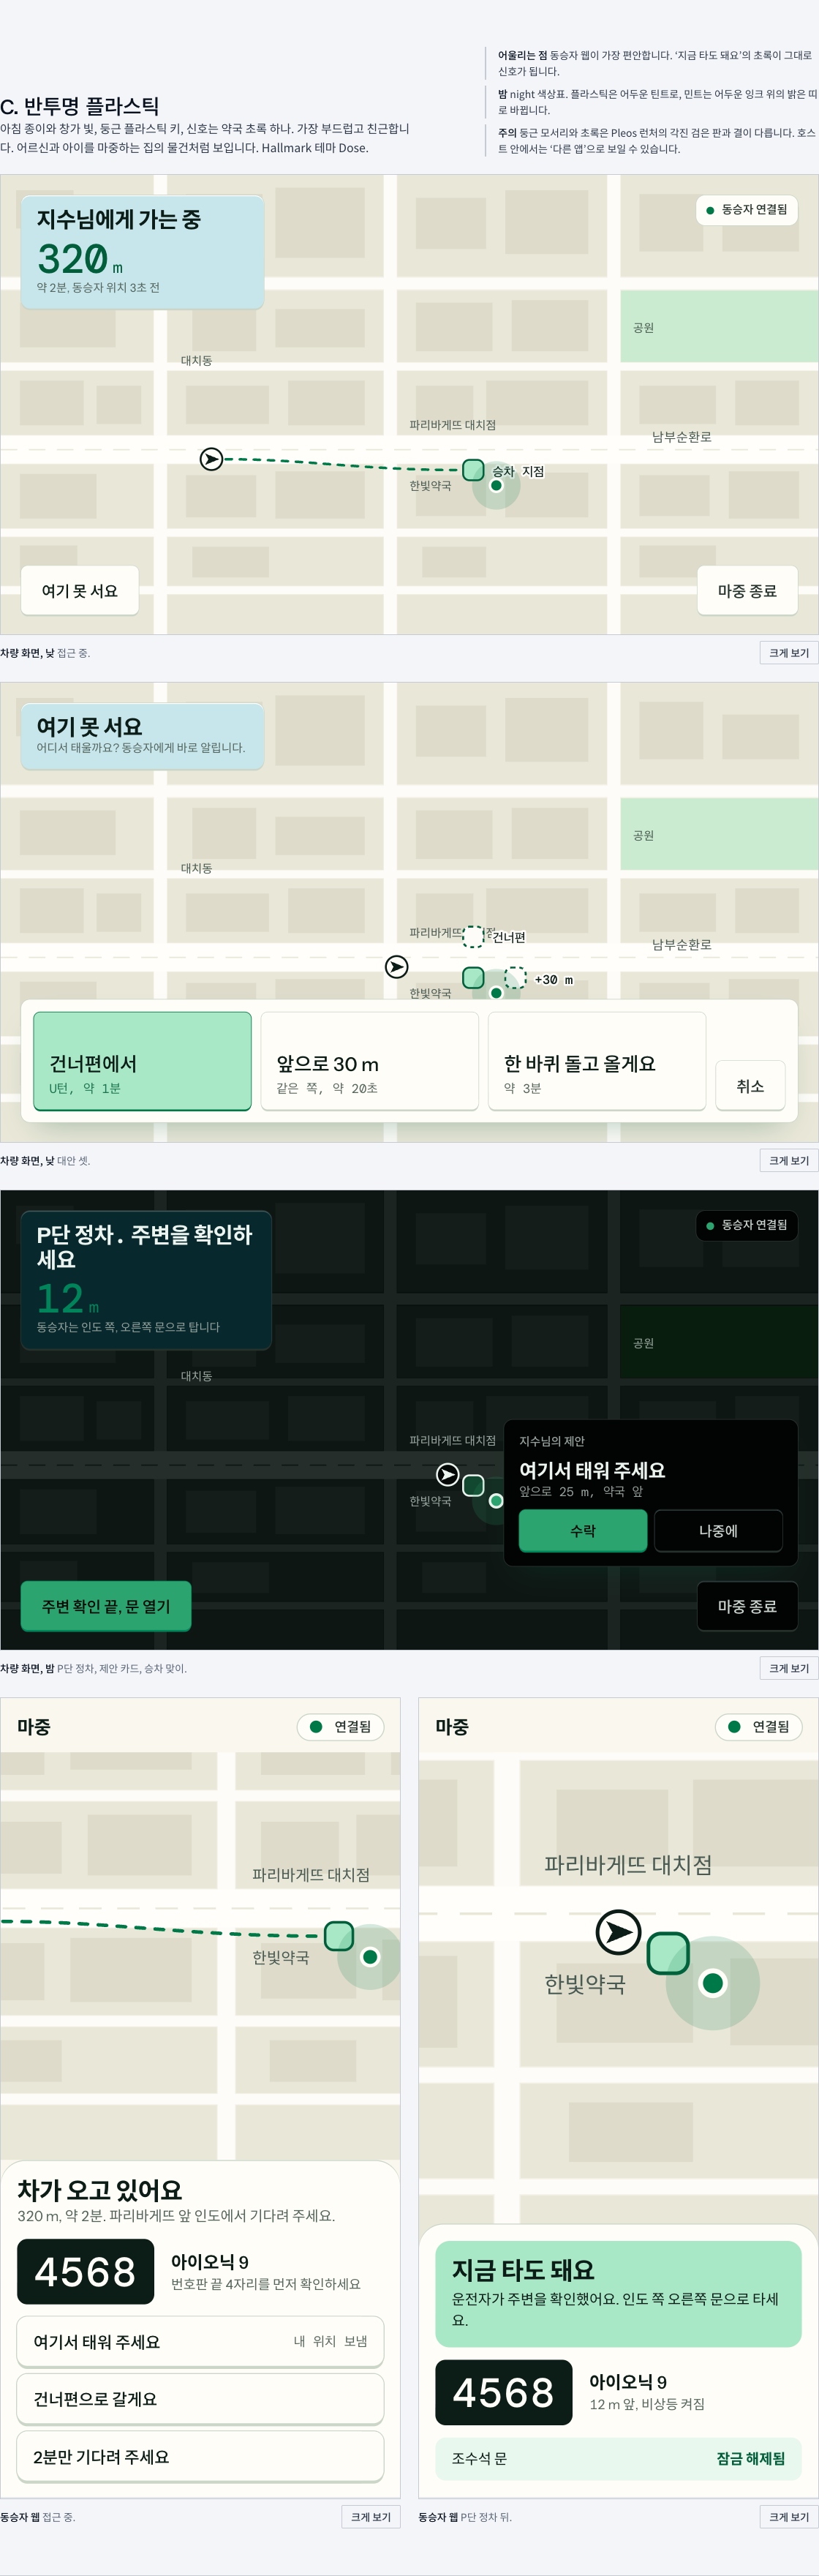 C. 반투명 플라스틱
아침 종이와 창가 빛, 둥근 플라스틱 키, 신호는 약국 초록 하나. 가장 부드럽고 친근합니
다. 어르신과 아이를 마중하는 집의 물건처럼 보입니다. Hallmark 테마 Dose.
어울리는 점 동승자 웹이 가장 편안합니다. ‘지금 타도 돼요’의 초록이 그대로
신호가 됩니다.
밤 night 색상표. 플라스틱은 어두운 틴트로, 민트는 어두운 잉크 위의 밝은 띠
로 바뀝니다.
주의 둥근 모서리와 초록은 Pleos 런처의 각진 검은 판과 결이 다릅니다. 호스
트 안에서는 ‘다른 앱’으로 보일 수 있습니다.
지수님에게 가는 중
320 m
약 2분, 동승자 위치 3초 전
동승자 연결됨
공원
대치동
파리바게뜨 대치점
남부순환로
승차 지점
한빛약국
여기 못 서요
마중 종료
차량 화면, 낮 접근 중.
크게 보기
여기 못 서요
어디서 태울까요? 동승자에게 바로 알립니다.
공원
대치동
파리바게뜨 점
건너편
남부순환로
+30 m
한빛약국
건너편에서
U턴, 약 1분
앞으로 30 m
같은 쪽, 약 20초
한 바퀴 돌고 올게요
약 3분
취소
차량 화면, 낮 대안 셋.
크게 보기
P단 정차. 주변을 확인하
세요
12 m
동승자는 인도 쪽, 오른쪽 문으로 탑니다
동승자 연결됨
공원
대치동
파리바게뜨 대치점
한빛약국
지수님의 제안
여기서 태워 주세요
앞으로 25 m, 약국 앞
수락
나중에
주변 확인 끝, 문 열기
마중 종료
차량 화면, 밤 P단 정차, 제안 카드, 승차 맞이.
크게 보기
마중
연결됨
파리바게뜨 대치점
한빛약국
차가 오고 있어요
320 m, 약 2분. 파리바게뜨 앞 인도에서 기다려 주세요.
4568
아이오닉 9
번호판 끝 4자리를 먼저 확인하세요
여기서 태워 주세요
내 위치 보냄
건너편으로 갈게요
2분만 기다려 주세요
동승자 웹 접근 중.
크게 보기
마중
연결됨
파리바게뜨 대치점
한빛약국
지금 타도 돼요
운전자가 주변을 확인했어요. 인도 쪽 오른쪽 문으로 타세
요.
4568
아이오닉 9
12 m 앞, 비상등 켜짐
조수석 문
잠금 해제됨
동승자 웹 P단 정차 뒤.
크게 보기